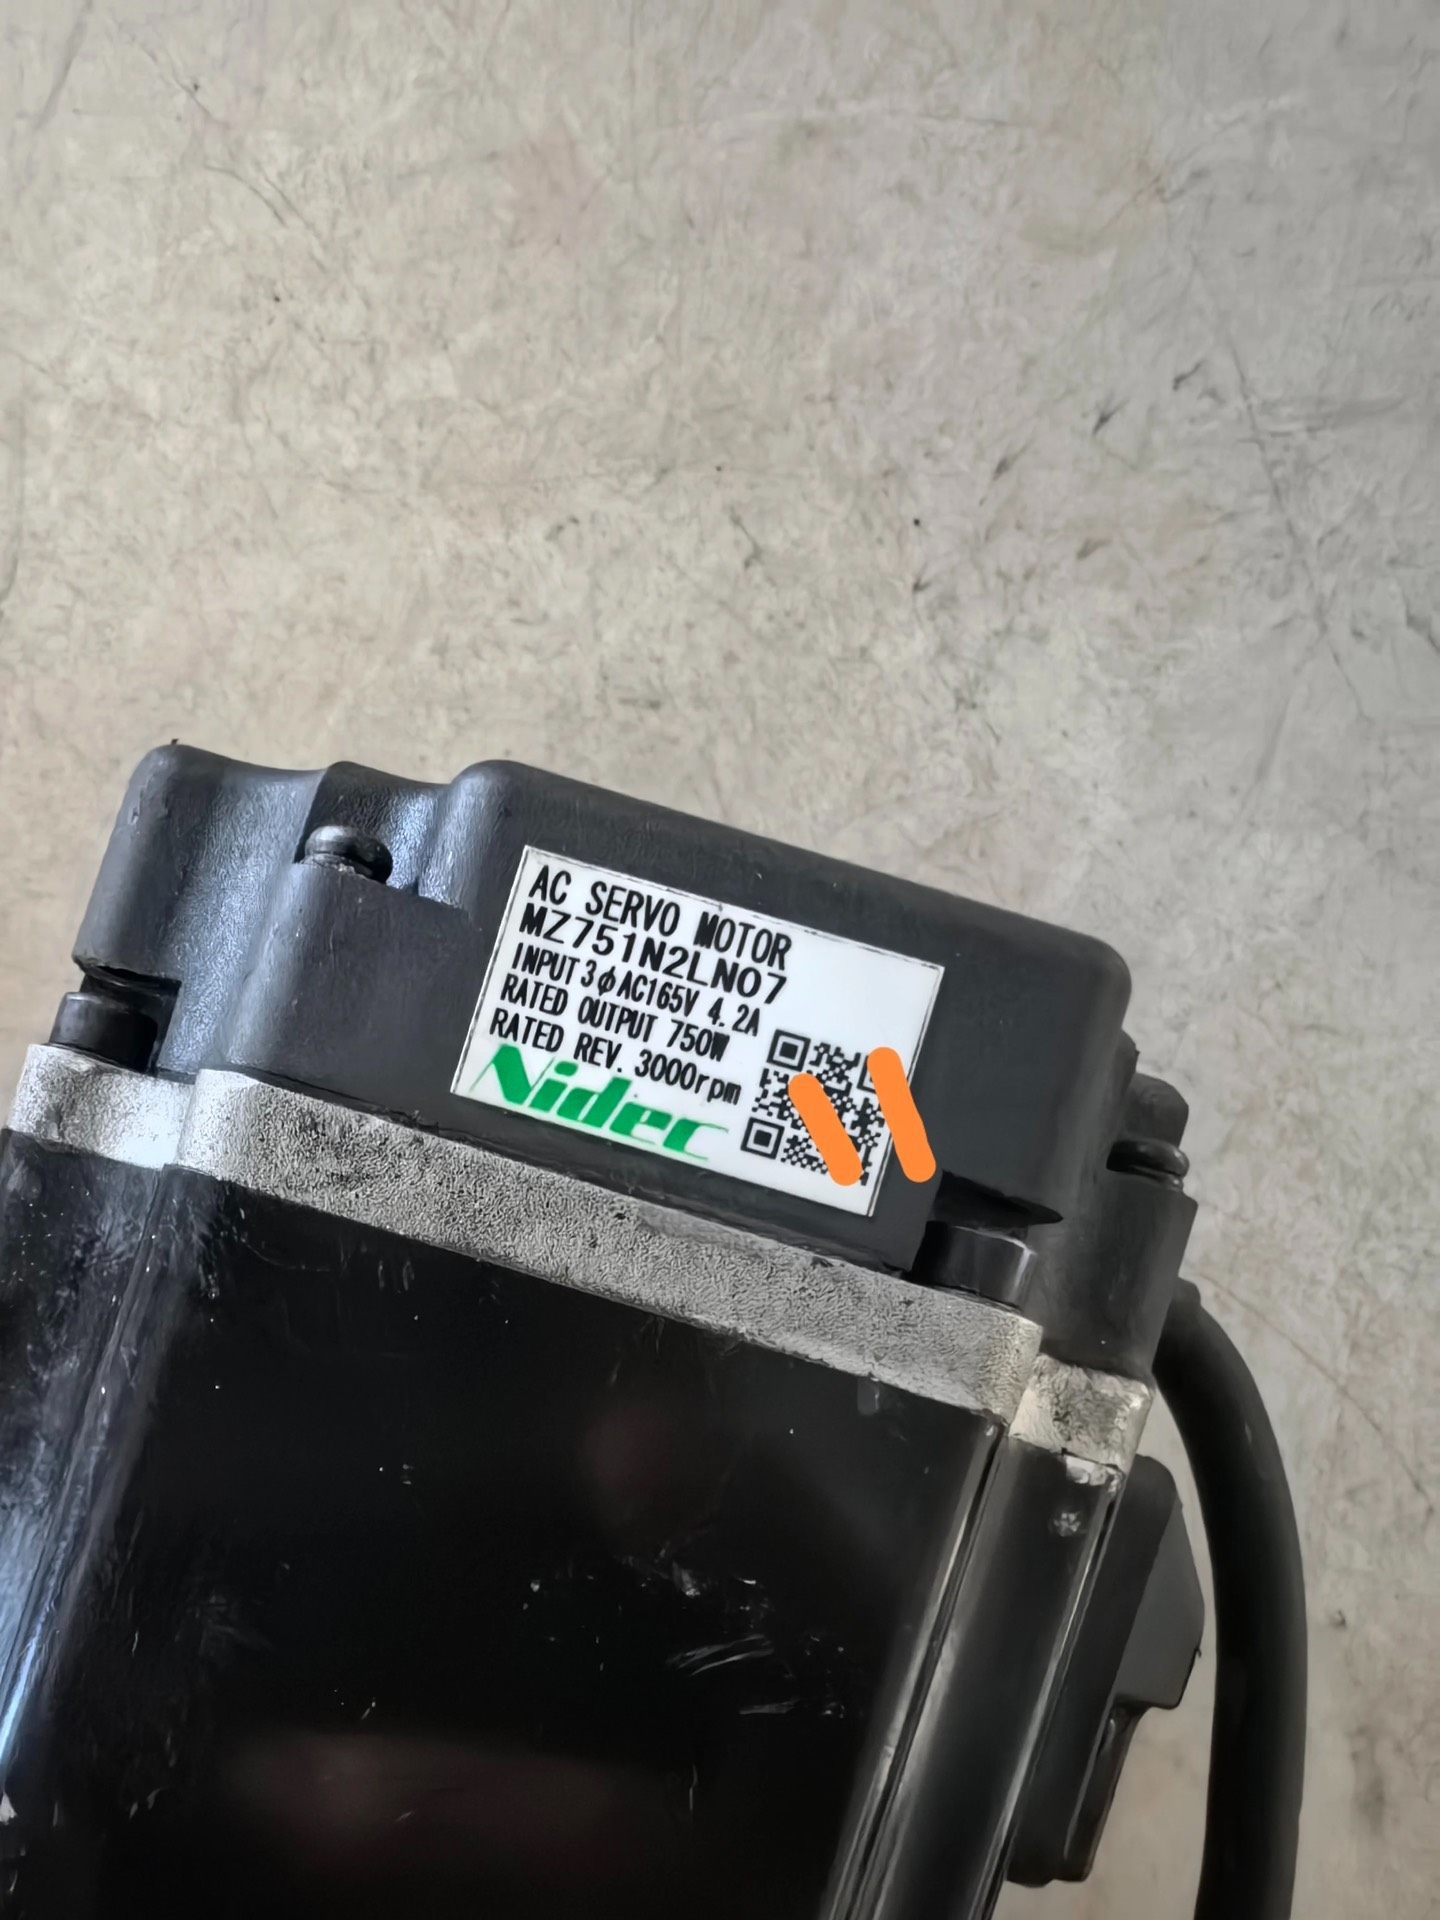 AC SERVO MOTOR
MZ751N2LN07
INPUT 3φAC165V 4.2A
RATED OUTPUT 750W
RATED REV. 3000rpm
Nidec